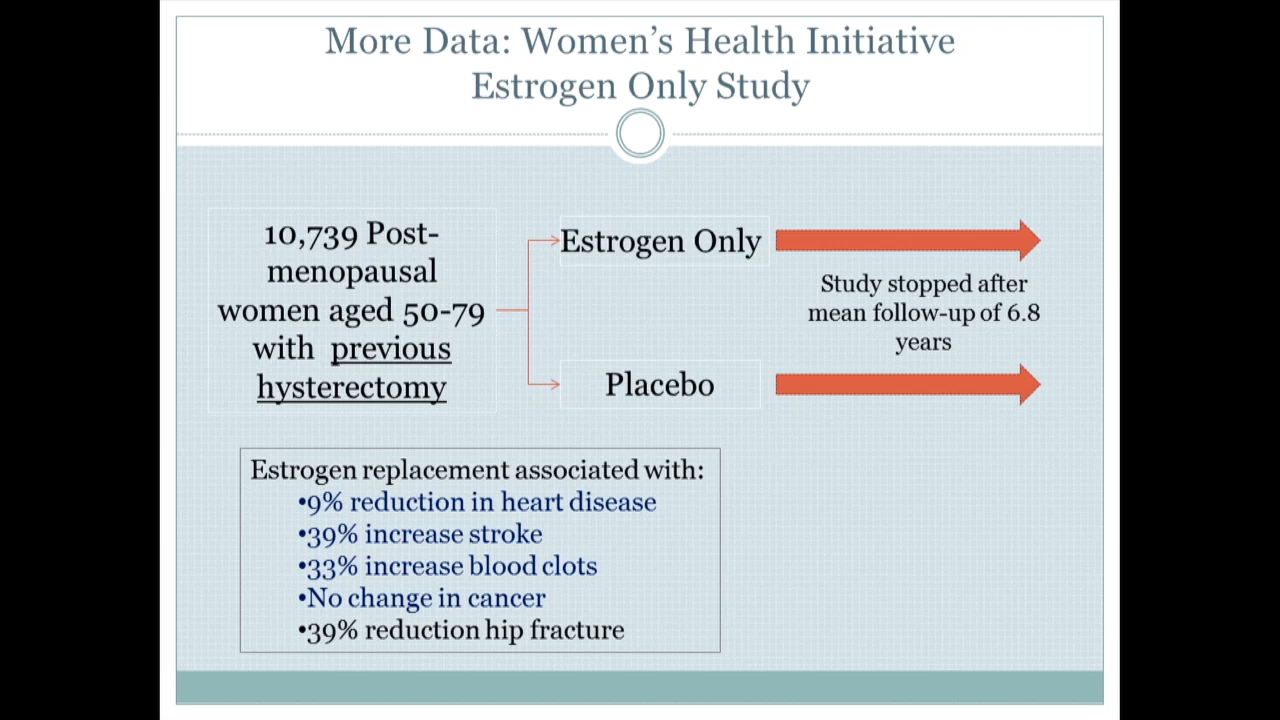 More Data: Women's Health Initiative
Estrogen Only Study
10,739 Post-
menopausal
women aged 50-79
with previous
hysterectomy
Estrogen Only
Study stopped after
mean follow-up of 6.8
years
Placebo
Estrogen replacement associated with:
•9% reduction in heart disease
•39% increase stroke
•33% increase blood clots
•No change in cancer
•39% reduction hip fracture